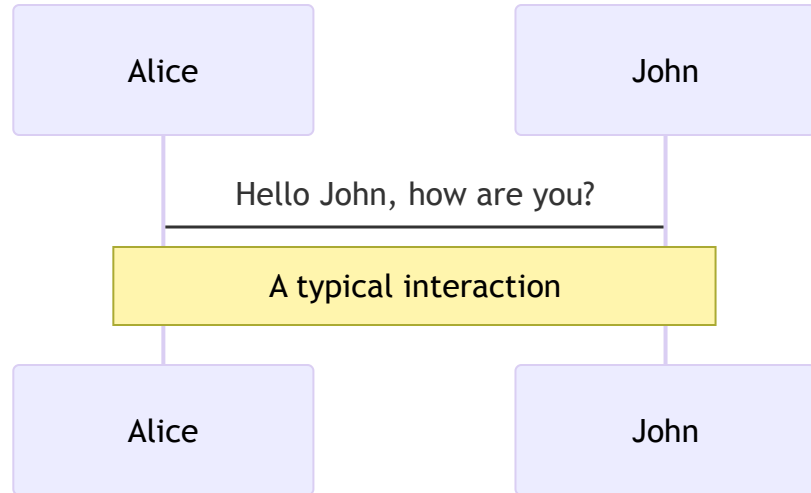 Alice
John
Hello John, how are you?
A typical interaction
Alice
John